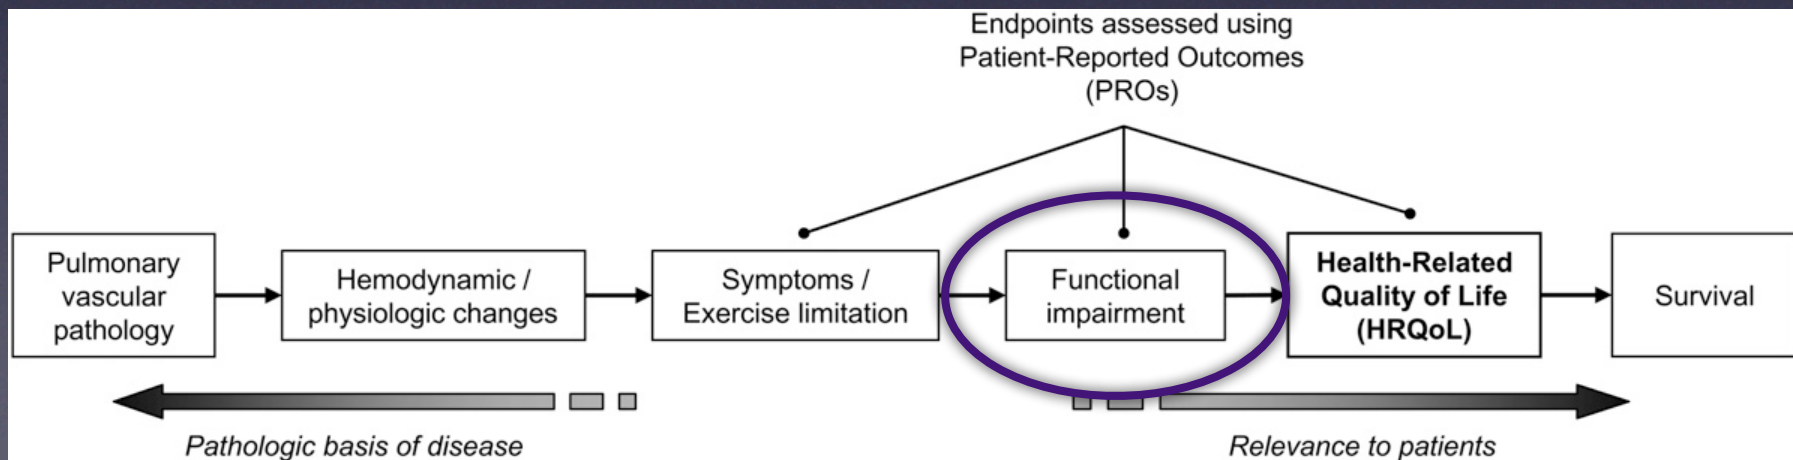 Endpoints assessed using
Patient-Reported Outcomes
(PROs)
Pulmonary
vascular
pathology
Hemodynamic /
physiologic changes
Symptoms /
Exercise limitation
Functional
impairment
Health-Related
Quality of Life
(HRQoL)
Survival
Pathologic basis of disease
Relevance to patients